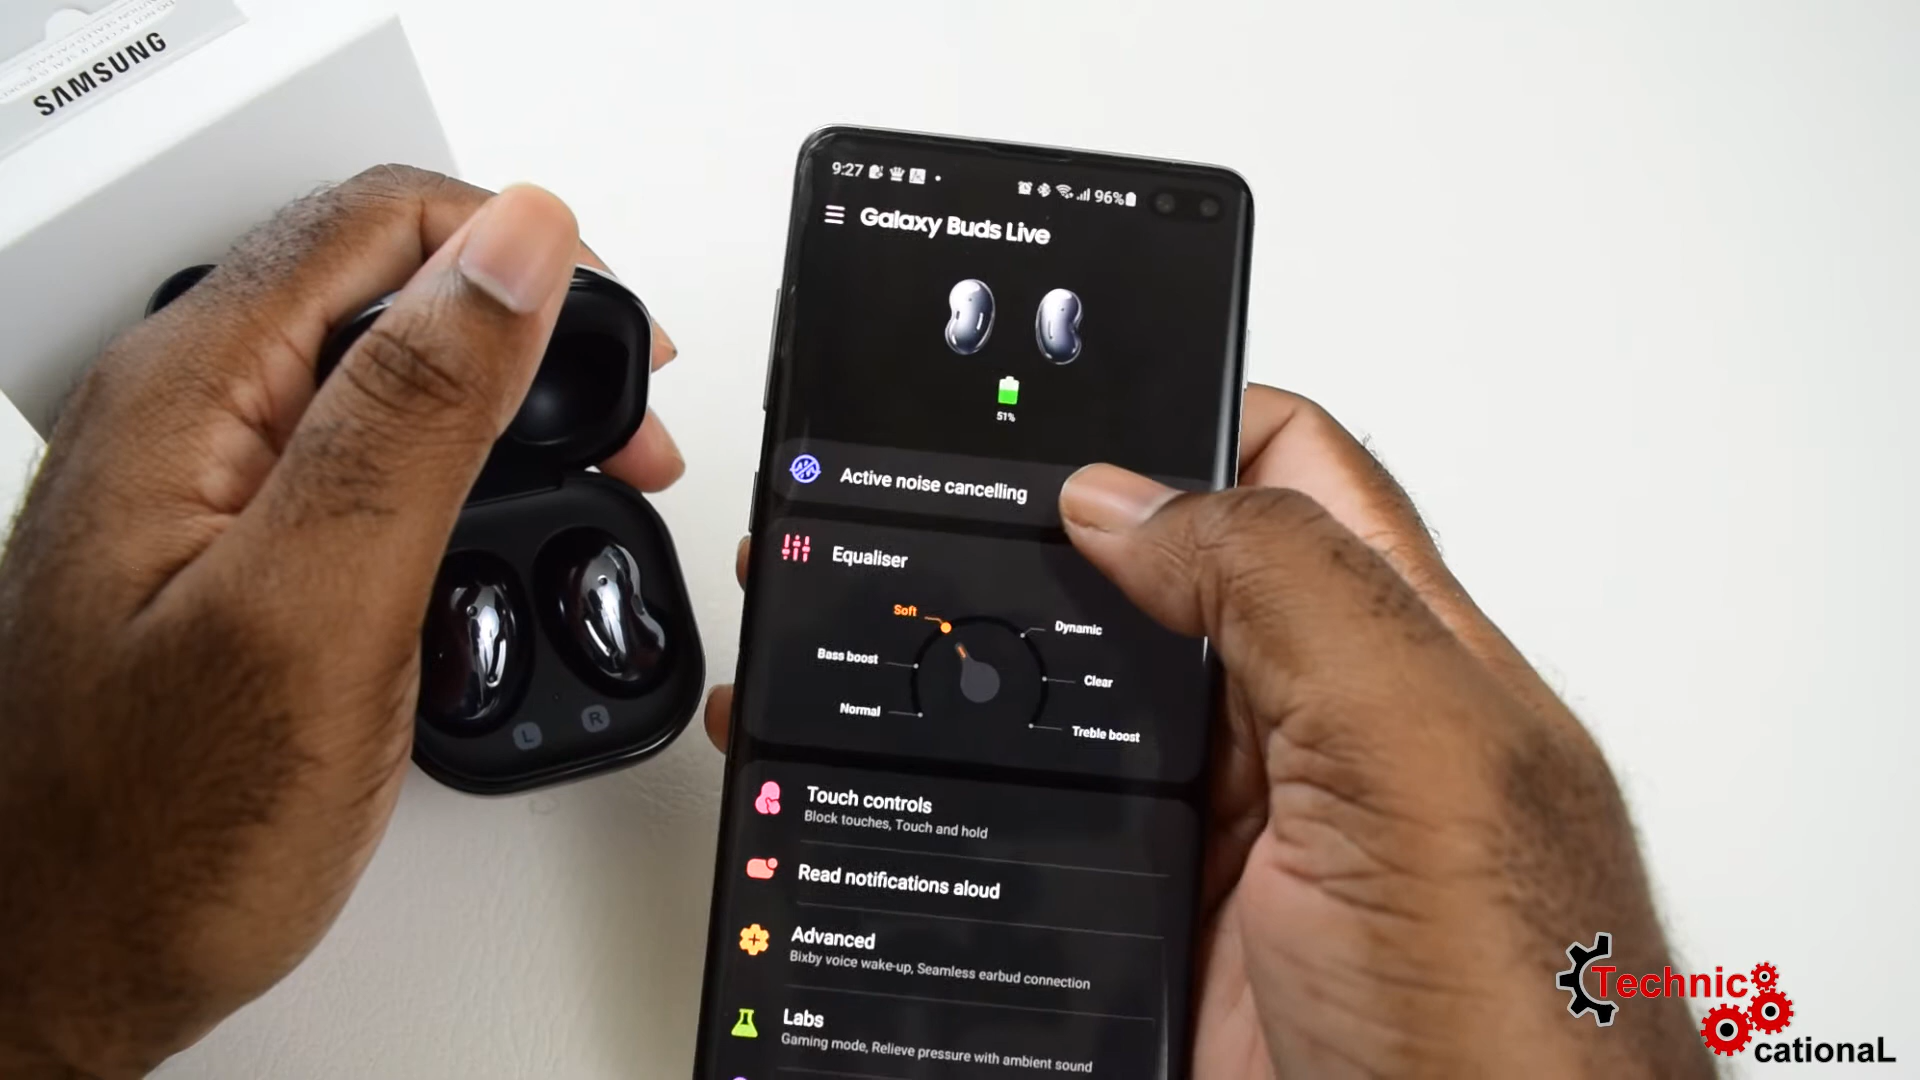 SAMSUNG
9:27
96%
Galaxy Buds Live
51%
Active noise cancelling
Equaliser
Soft
Dynamic
Bass boost
Clear
Normal
Treble boost
L
R
Touch controls
Block touches, Touch and hold
Read notifications aloud
Advanced
Bixby voice wake-up, Seamless earbud connection
Labs
Gaming mode, Relieve pressure with ambient sound
Technic
cationaL